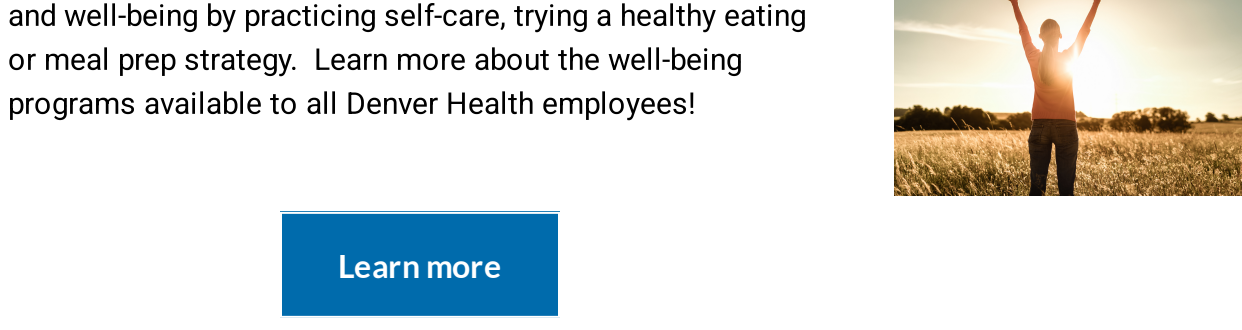 and well-being by practicing self-care, trying a healthy eating
or meal prep strategy.  Learn more about the well-being
programs available to all Denver Health employees!
Learn more